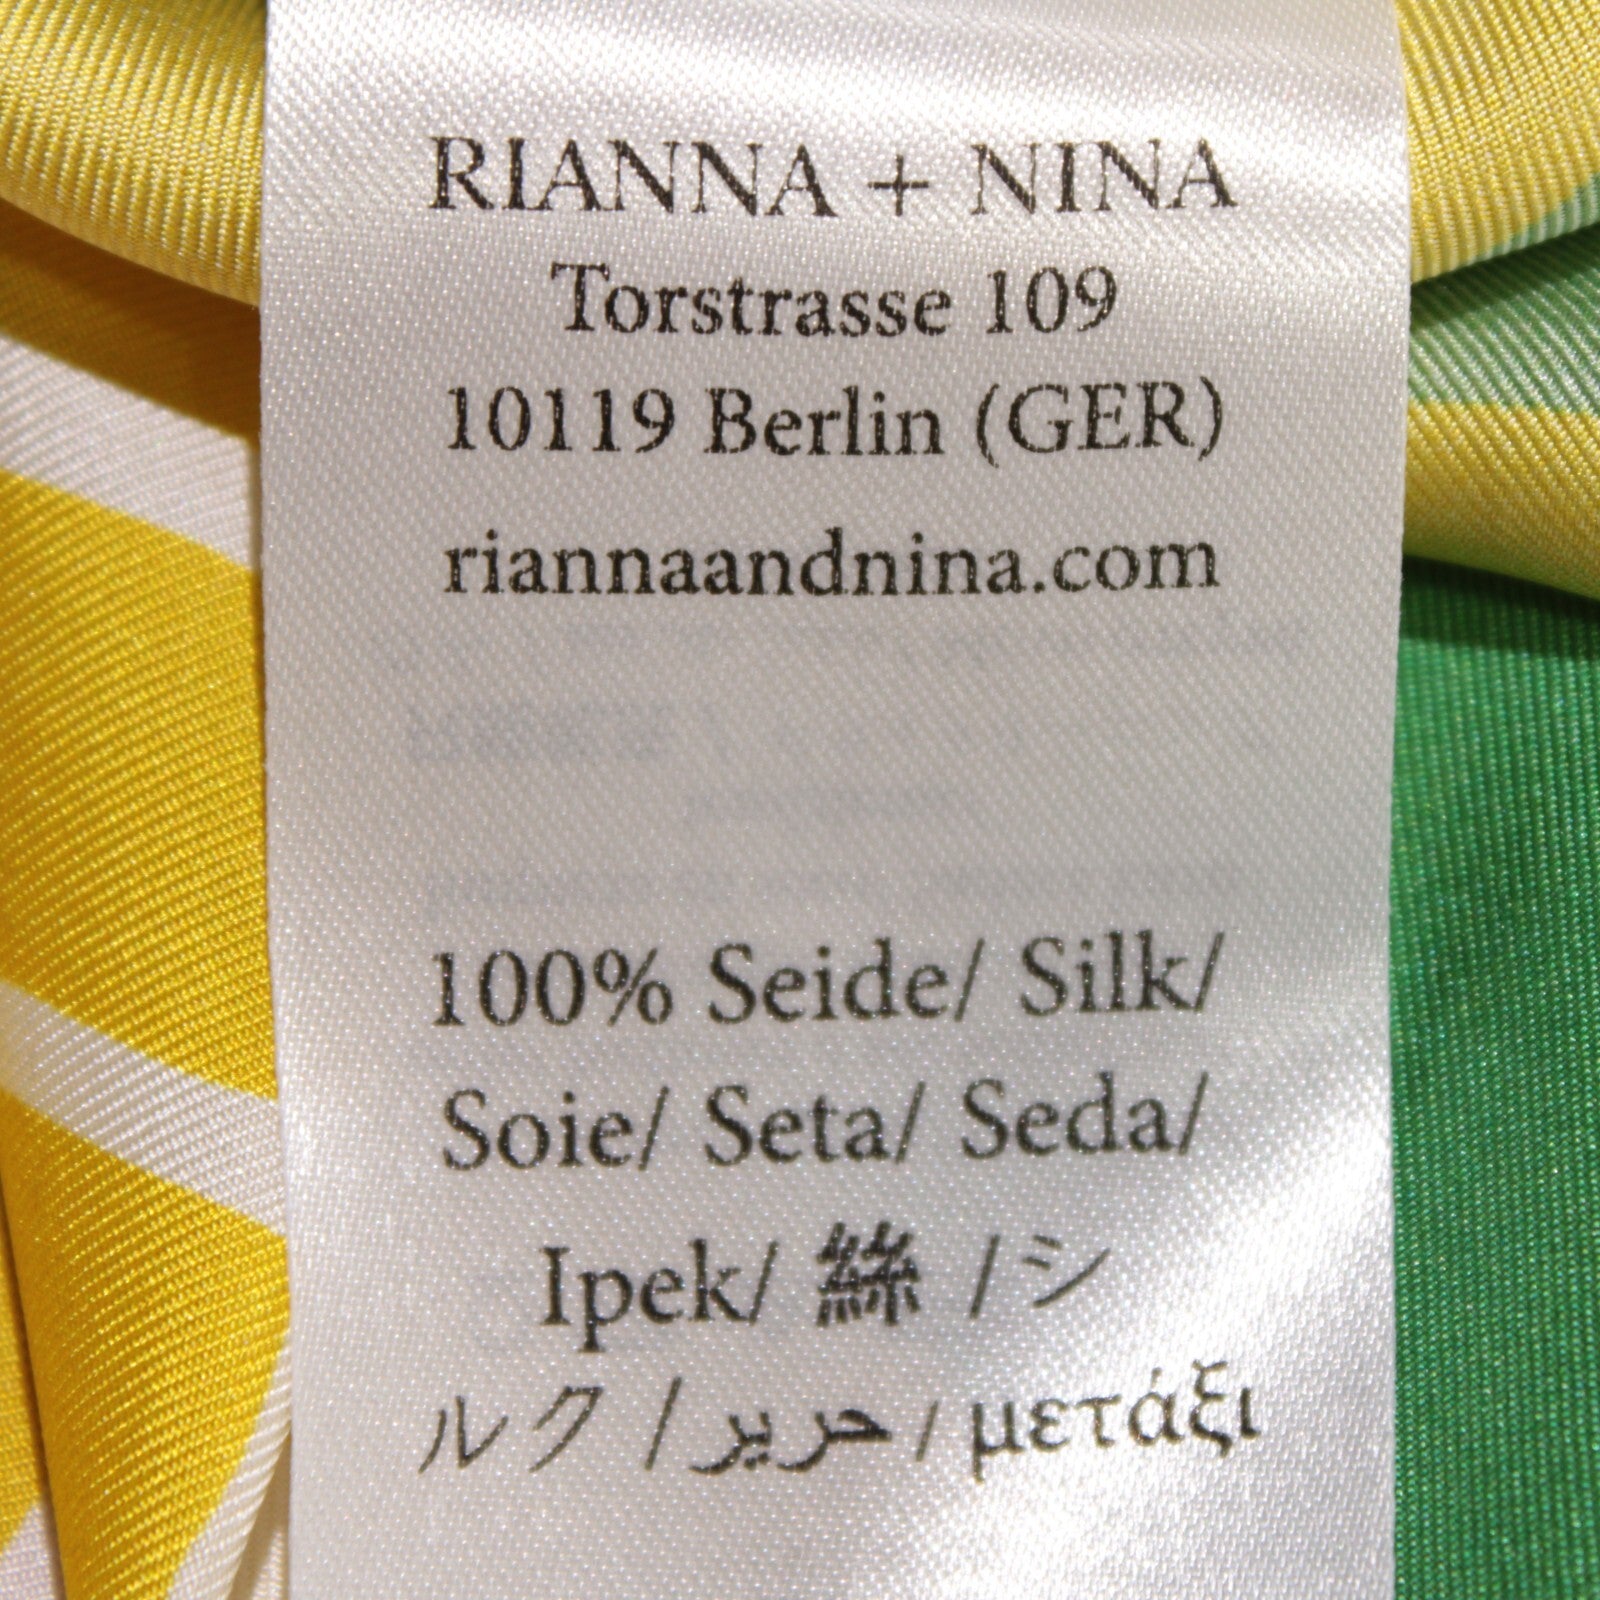 RIANNA + NINA
Torstrasse 109
10119 Berlin (GER)
riannaandnina.com
100% Seide/ Silk/
Soie/ Seta/ Seda/
Ipek/ 絲 /シ
ルク / حرير / μετάξι